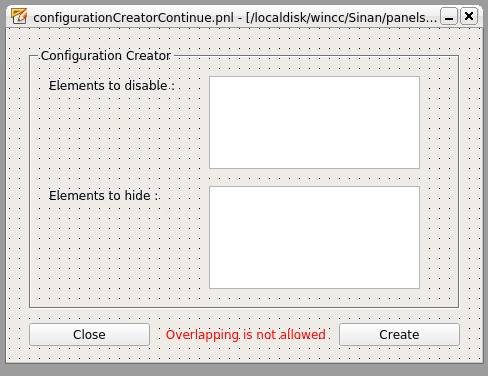 configurationCreatorContinue.pnl - [/localdisk/wincc/Sinan/panels...
Configuration Creator
Elements to disable :
Elements to hide :
Close
Overlapping is not allowed
Create